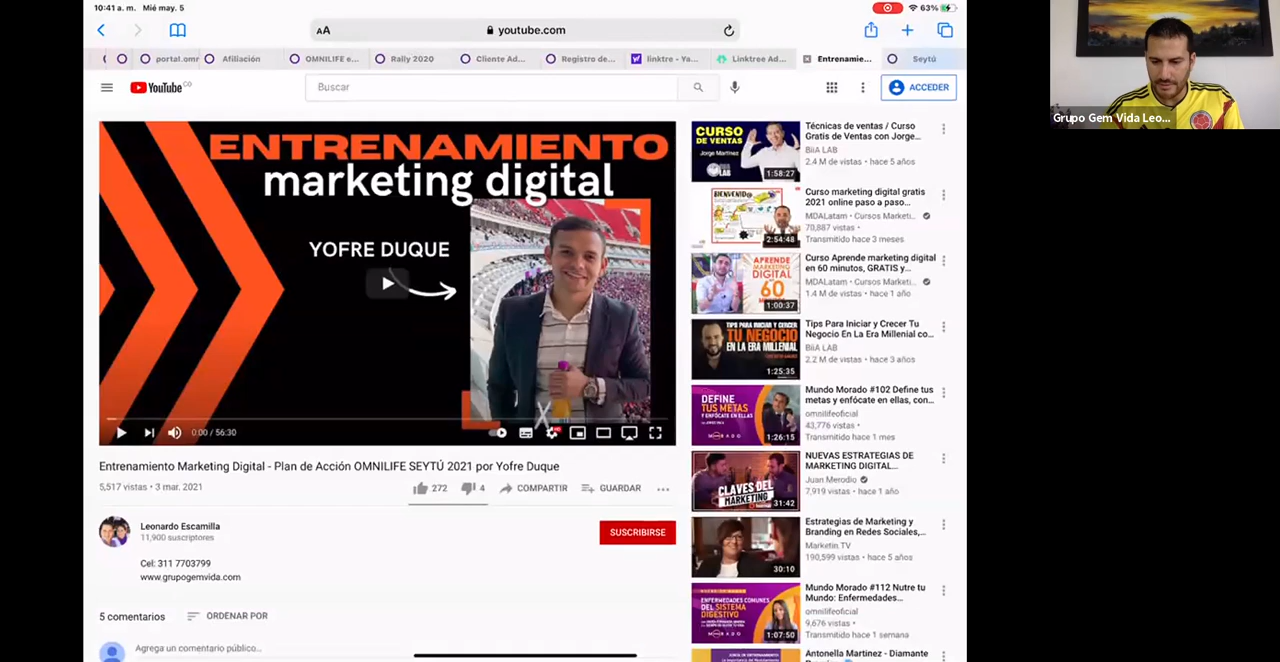 10:41 a. m. Mié may. 5
63%
AA
youtube.com
portal.omr
Afiliación
OMNILIFE e...
Rally 2020
Cliente Ad...
Registro de...
linktre - Ya...
Linktree Ad...
Entrenamie...
Seytú
YouTube CO
Buscar
ACCEDER
ENTRENAMIENTO
marketing digital
YOFRE DUQUE
0:00 / 56:30
Entrenamiento Marketing Digital - Plan de Acción OMNILIFE SEYTÚ 2021 por Yofre Duque
5,517 vistas • 3 mar. 2021
272
4
COMPARTIR
GUARDAR
Leonardo Escamilla
11,900 suscriptores
SUSCRIBIRSE
Cel: 311 7703799
www.grupogemvida.com
5 comentarios
ORDENAR POR
Agrega un comentario público...
CURSO
DE VENTAS
Jorge Martínez
LAB
1:58:27
Técnicas de ventas / Curso
Gratis de Ventas con Jorge...
BiiA LAB
2.4 M de vistas • hace 5 años
BIENVENID@
2:54:48
Curso marketing digital gratis
2021 online paso a paso...
MDALatam • Cursos Marketi...
70,887 vistas •
Transmitido hace 3 meses
APRENDE
MARKETING
DIGITAL
60
1:00:37
Curso Aprende marketing digital
en 60 minutos, GRATIS y...
MDALatam • Cursos Marketi...
1.4 M de vistas • hace 1 año
TIPS PARA INICIAR Y CRECER
TU NEGOCIO
EN LA ERA MILLENIAL
1:25:35
Tips Para Iniciar y Crecer Tu
Negocio En La Era Millenial co...
BiiA LAB
2.2 M de vistas • hace 3 años
DEFINE
TUS METAS
Y ENFÓCATE EN ELLAS
1:26:15
Mundo Morado #102 Define tus
metas y enfócate en ellas, con...
omnilifeoficial
43,776 vistas •
Transmitido hace 1 mes
CLAVES DEL
MARKETING
31:42
NUEVAS ESTRATEGIAS DE
MARKETING DIGITAL...
Juan Merodio
7,919 vistas • hace 1 año
30:10
Estrategias de Marketing y
Branding en Redes Sociales,...
Marketin.TV
190,599 vistas • hace 5 años
ENFERMEDADES COMUNES
DEL SISTEMA
DIGESTIVO
1:07:50
Mundo Morado #112 Nutre tu
Mundo: Enfermedades...
omnilifeoficial
9,676 vistas •
Transmitido hace 1 semana
Antonella Martinez - Diamante
Grupo Gem Vida Leo...